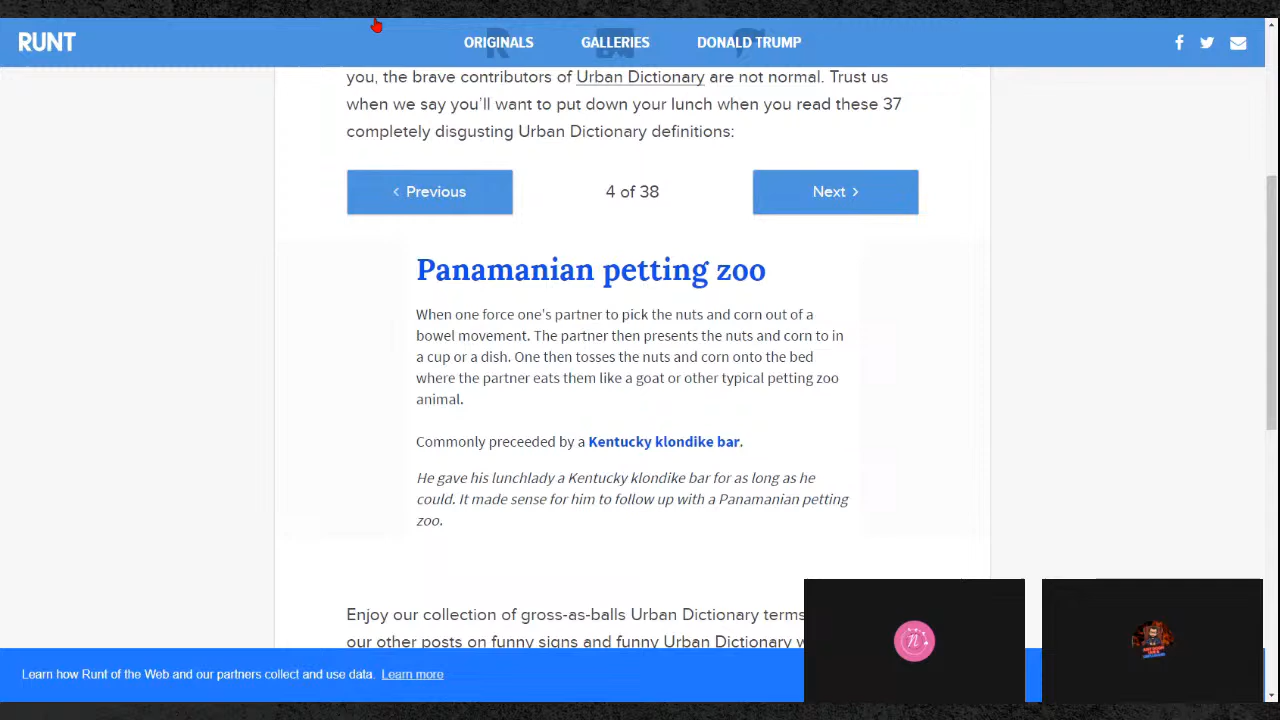 RUNT
ORIGINALS
GALLERIES
DONALD TRUMP
you, the brave contributors of Urban Dictionary are not normal. Trust us
when we say you'll want to put down your lunch when you read these 37
completely disgusting Urban Dictionary definitions:
Previous
4 of 38
Next
Panamanian petting zoo
When one force one's partner to pick the nuts and corn out of a
bowel movement. The partner then presents the nuts and corn to in
a cup or a dish. One then tosses the nuts and corn onto the bed
where the partner eats them like a goat or other typical petting zoo
animal.
Commonly preceeded by a Kentucky klondike bar.
He gave his lunchlady a Kentucky klondike bar for as long as he
could. It made sense for him to follow up with a Panamanian petting
zoo.
Enjoy our collection of gross-as-balls Urban Dictionary terms
our other posts on funny signs and funny Urban Dictionary
Learn how Runt of the Web and our partners collect and use data. Learn more
n